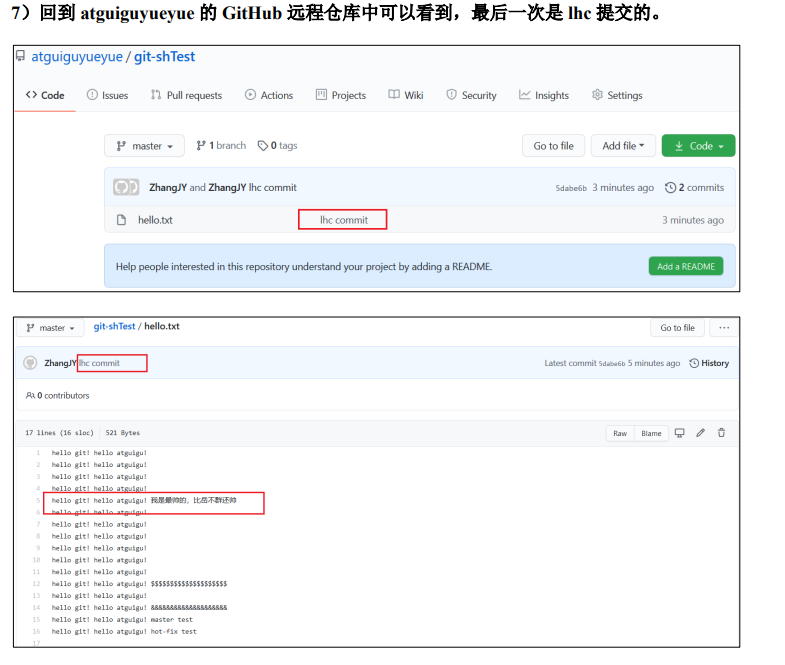 7）回到 atguiguyueyue 的 GitHub 远程仓库中可以看到，最后一次是 lhc 提交的。
atguiguyueyue / git-shTest
Code Issues Pull requests Actions Projects Wiki Security Insights Settings
master 1 branch 0 tags Go to file Add file Code
ZhangJY and ZhangJY lhc commit 5dabe6b 3 minutes ago 2 commits
hello.txt lhc commit 3 minutes ago
Help people interested in this repository understand your project by adding a README. Add a README
master git-shTest / hello.txt Go to file ...
ZhangJY lhc commit Latest commit 5dabe6b 5 minutes ago History
0 contributors
17 lines (16 sloc) 521 Bytes Raw Blame
1 hello git! hello atguigu!
2 hello git! hello atguigu!
3 hello git! hello atguigu!
4 hello git! hello atguigu!
5 hello git! hello atguigu! 我是最帅的，比岳不群还帅
6 hello git! hello atguigu!
7 hello git! hello atguigu!
8 hello git! hello atguigu!
9 hello git! hello atguigu!
10 hello git! hello atguigu!
11 hello git! hello atguigu!
12 hello git! hello atguigu! $$$$$$$$$$$$$$$$$$$$
13 hello git! hello atguigu!
14 hello git! hello atguigu! &&&&&&&&&&&&&&&&&&&&
15 hello git! hello atguigu! master test
16 hello git! hello atguigu! hot-fix test
17